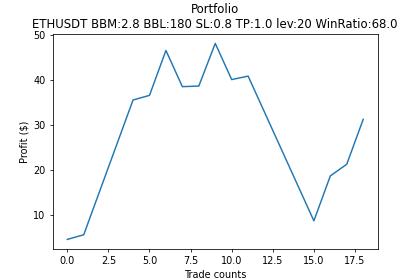 Portfolio
ETHUSDT BBM:2.8 BBL:180 SL:0.8 TP:1.0 lev:20 WinRatio:68.0
50
40
30
20
10
Profit ($)
0.0 2.5 5.0 7.5 10.0 12.5 15.0 17.5
Trade counts